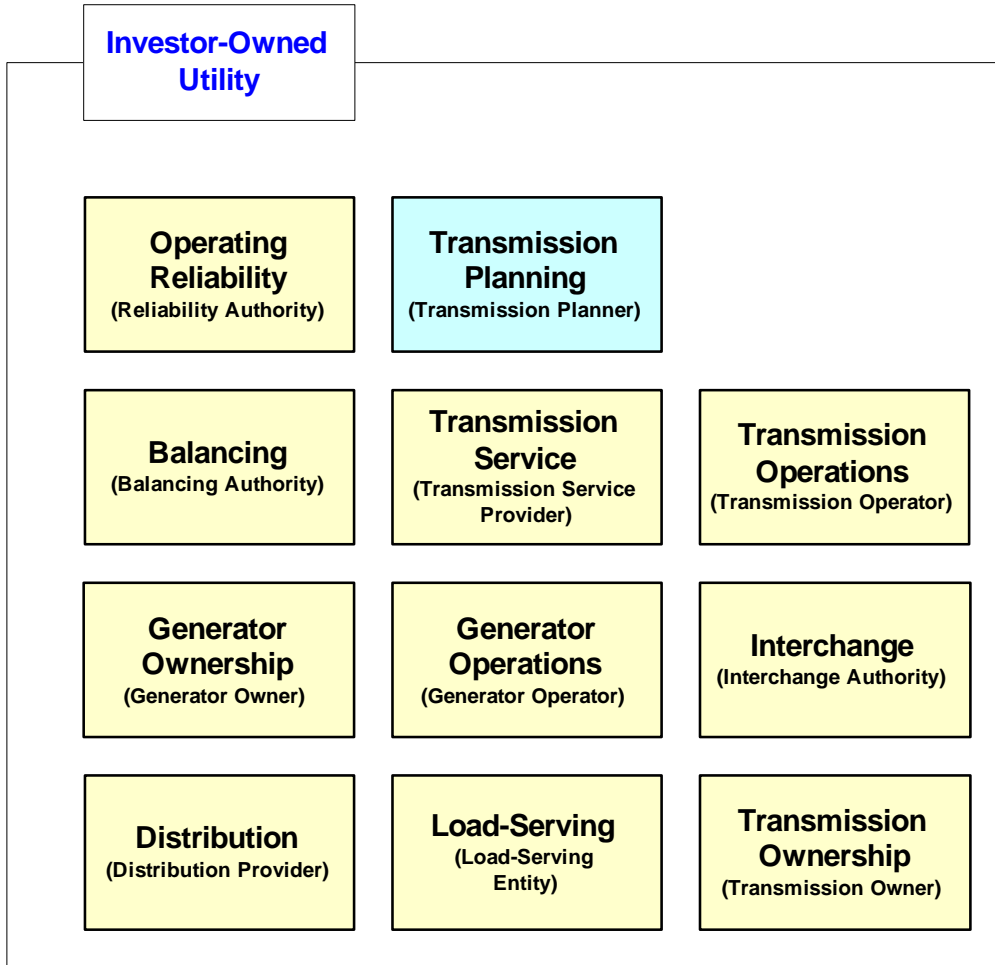 Investor-Owned
Utility
Operating
Reliability
(Reliability Authority)
Transmission
Planning
(Transmission Planner)
Balancing
(Balancing Authority)
Transmission
Service
(Transmission Service
Provider)
Transmission
Operations
(Transmission Operator)
Generator
Ownership
(Generator Owner)
Generator
Operations
(Generator Operator)
Interchange
(Interchange Authority)
Distribution
(Distribution Provider)
Load-Serving
(Load-Serving
Entity)
Transmission
Ownership
(Transmission Owner)